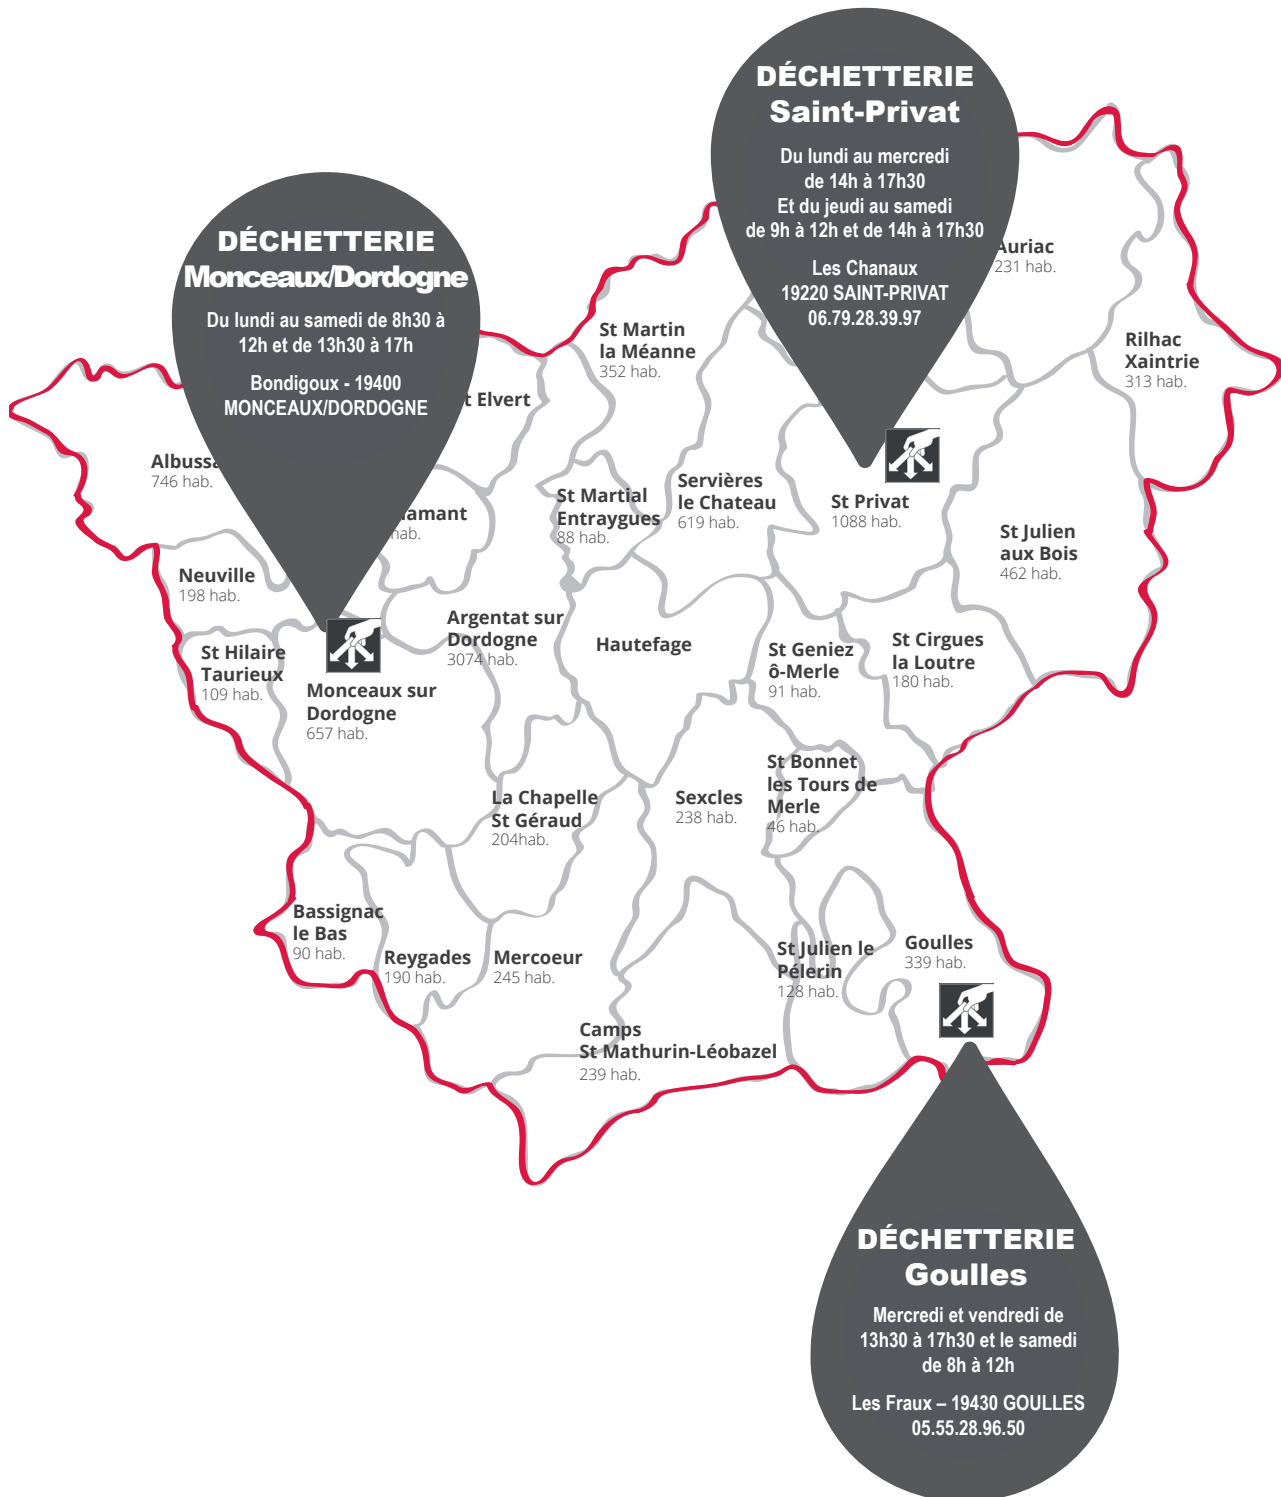 DÉCHETTERIE
Saint-Privat
Du lundi au mercredi
de 14h à 17h30
Et du jeudi au samedi
de 9h à 12h et de 14h à 17h30
Les Chanaux
19220 SAINT-PRIVAT
06.79.28.39.97
DÉCHETTERIE
Monceaux/Dordogne
Du lundi au samedi de 8h30 à
12h et de 13h30 à 17h
Bondigoux - 19400
MONCEAUX/DORDOGNE
Auriac
231 hab.
St Martin
la Méanne
352 hab.
Rilhac
Xaintrie
313 hab.
t Elvert
Albussa
746 hab.
amant
hab.
St Martial
Entraygues
88 hab.
Servières
le Chateau
619 hab.
St Privat
1088 hab.
St Julien
aux Bois
462 hab.
Neuville
198 hab.
Argentat sur
Dordogne
3074 hab.
Hautefage
St Geniez
ô-Merle
91 hab.
St Cirgues
la Loutre
180 hab.
St Hilaire
Taurieux
109 hab.
Monceaux sur
Dordogne
657 hab.
La Chapelle
St Géraud
204hab.
Sexcles
238 hab.
St Bonnet
les Tours de
Merle
46 hab.
Bassignac
le Bas
90 hab.
Reygades
190 hab.
Mercoeur
245 hab.
St Julien le
Pélerin
128 hab.
Goulles
339 hab.
Camps
St Mathurin-Léobazel
239 hab.
DÉCHETTERIE
Goulles
Mercredi et vendredi de
13h30 à 17h30 et le samedi
de 8h à 12h
Les Fraux – 19430 GOULLES
05.55.28.96.50